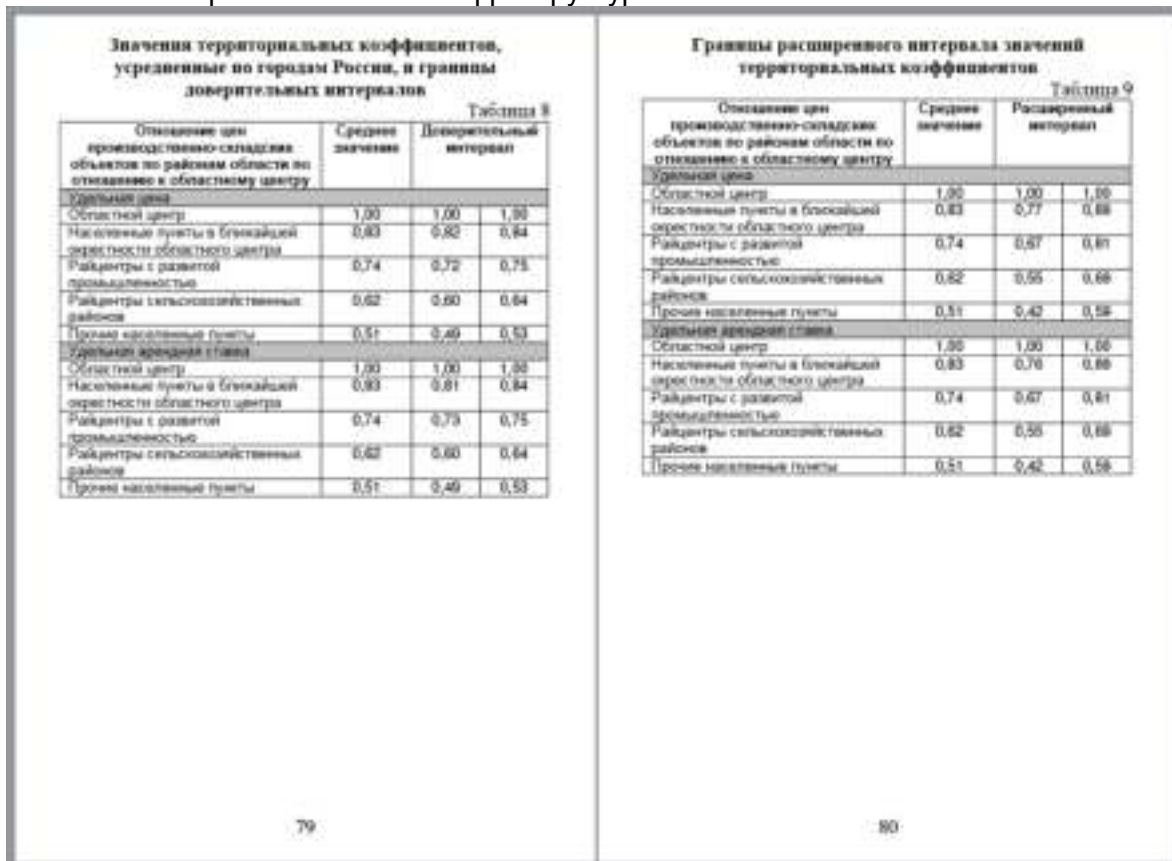 Значения территориальных коэффициентов,
усредненные по городам России, и границы
доверительных интервалов
Таблица 8
Отношение цен
производственно-складских
объектов по районам области по
отношению к областному центру
Среднее
значение
Доверительный
интервал
Удельная цена
Областной центр 1,00 1,00 1,00
Населенные пункты в ближайшей 0,83 0,82 0,84
окрестности областного центра
Райцентры с развитой 0,74 0,72 0,75
промышленностью
Райцентры сельскохозяйственных 0,62 0,60 0,64
районов
Прочие населенные пункты 0,51 0,49 0,53
Удельная арендная ставка
Областной центр 1,00 1,00 1,00
Населенные пункты в ближайшей 0,83 0,81 0,84
окрестности областного центра
Райцентры с развитой 0,74 0,73 0,75
промышленностью
Райцентры сельскохозяйственных 0,62 0,60 0,64
районов
Прочие населенные пункты 0,51 0,49 0,53
79
Границы расширенного интервала значений
территориальных коэффициентов
Таблица 9
Отношение цен
производственно-складских
объектов по районам области по
отношению к областному центру
Среднее
значение
Расширенный
интервал
Удельная цена
Областной центр 1,00 1,00 1,00
Населенные пункты в ближайшей 0,83 0,77
окрестности областного центра
Райцентры с развитой 0,74 0,67 0,81
промышленностью
Райцентры сельскохозяйственных 0,62 0,55
районов
Прочие населенные пункты 0,51 0,42 0,59
Удельная арендная ставка
Областной центр 1,00 1,00 1,00
Населенные пункты в ближайшей 0,83 0,76
окрестности областного центра
Райцентры с развитой 0,74 0,67 0,81
промышленностью
Райцентры сельскохозяйственных 0,62 0,55
районов
Прочие населенные пункты 0,51 0,42 0,59
80